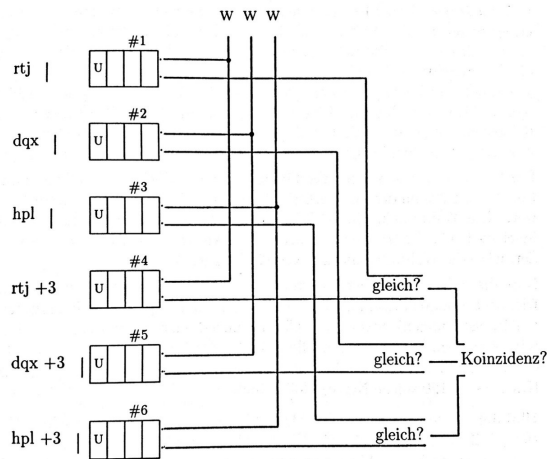 W W W
#1
rtj | U
#2
dqx | U
#3
hpl | U
#4
rtj +3 U
gleich?
#5
dqx +3 | U
gleich? Koinzidenz?
#6
hpl +3 | U
gleich?